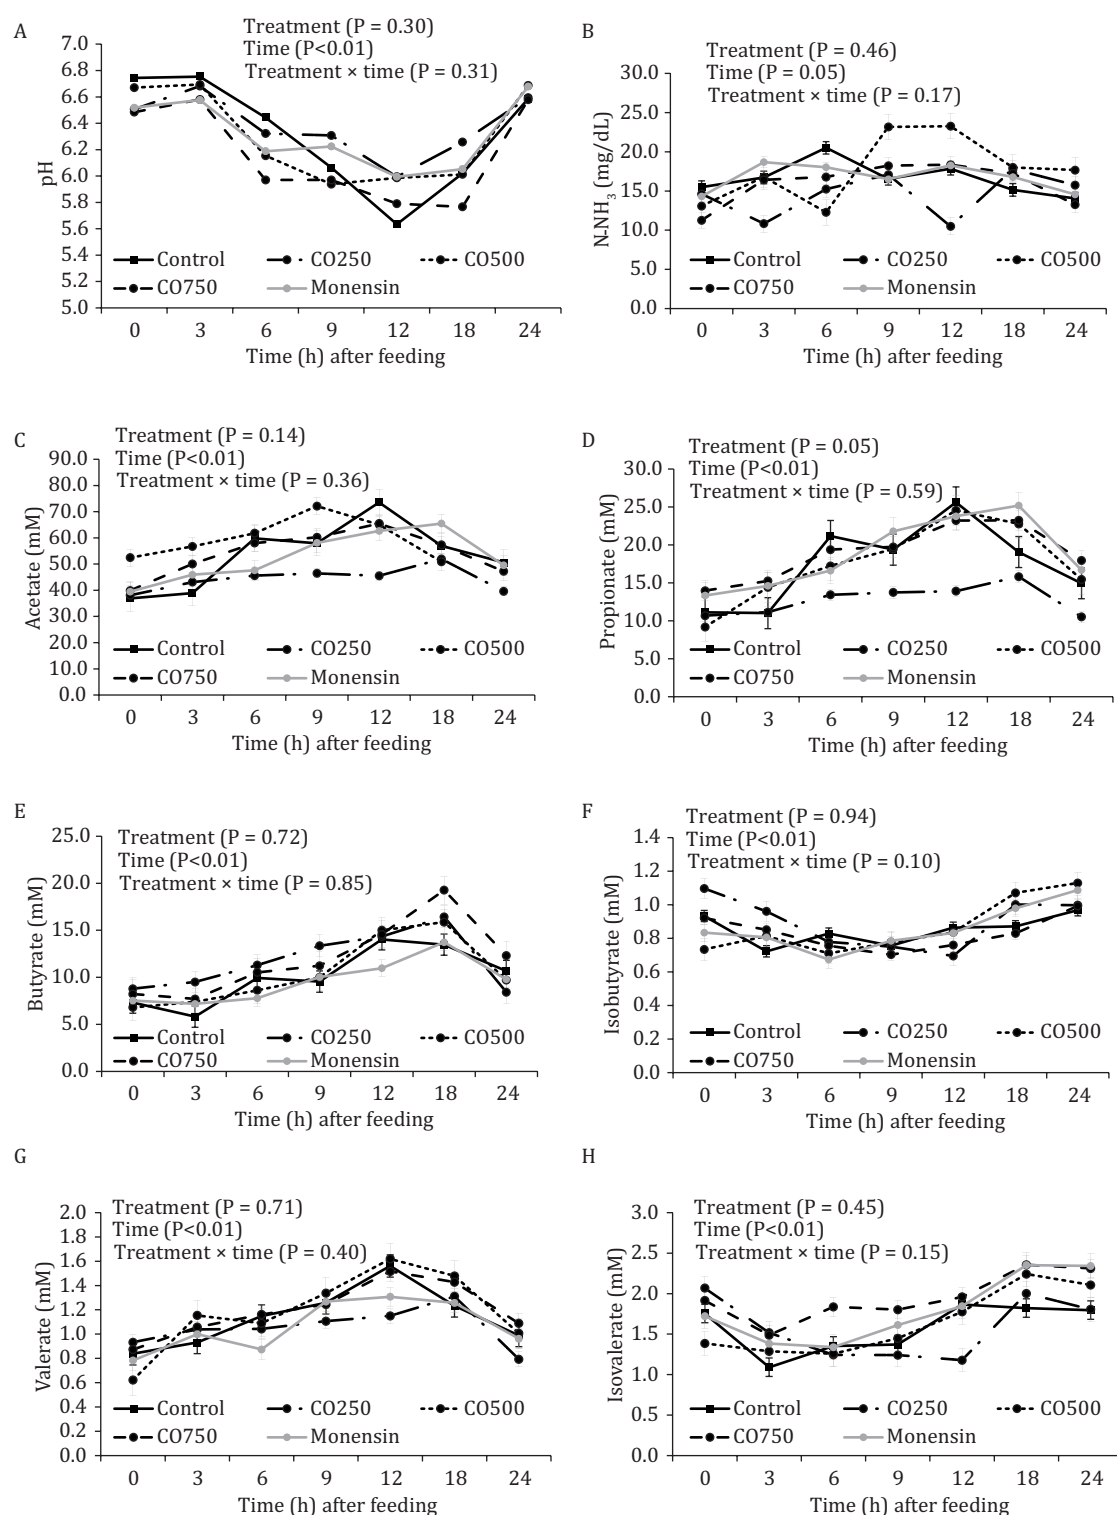 A
Treatment (P = 0.30)
Time (P<0.01)
Treatment × time (P = 0.31)
pH
7.0
6.8
6.6
6.4
6.2
6.0
5.8
5.6
5.4
5.2
5.0
Control CO250 CO500
CO750 Monensin
0 3 6 9 12 18 24
Time (h) after feeding
B
Treatment (P = 0.46)
Time (P = 0.05)
Treatment × time (P = 0.17)
N-NH3 (mg/dL)
30.0
25.0
20.0
15.0
10.0
5.0
0.0
Control CO250 CO500
CO750 Monensin
0 3 6 9 12 18 24
Time (h) after feeding
C
Treatment (P = 0.14)
Time (P<0.01)
Treatment × time (P = 0.36)
Acetate (mM)
90.0
80.0
70.0
60.0
50.0
40.0
30.0
20.0
10.0
0.0
Control CO250 CO500
CO750 Monensin
0 3 6 9 12 18 24
Time (h) after feeding
D
Treatment (P = 0.05)
Time (P<0.01)
Treatment × time (P = 0.59)
Propionate (mM)
30.0
25.0
20.0
15.0
10.0
5.0
0.0
Control CO250 CO500
CO750 Monensin
0 3 6 9 12 18 24
Time (h) after feeding
E
Treatment (P = 0.72)
Time (P<0.01)
Treatment × time (P = 0.85)
Butyrate (mM)
25.0
20.0
15.0
10.0
5.0
0.0
Control CO250 CO500
CO750 Monensin
0 3 6 9 12 18 24
Time (h) after feeding
F
Treatment (P = 0.94)
Time (P<0.01)
Treatment × time (P = 0.10)
Isobutyrate (mM)
1.4
1.2
1.0
0.8
0.6
0.4
0.2
0.0
Control CO250 CO500
CO750 Monensin
0 3 6 9 12 18 24
Time (h) after feeding
G
Treatment (P = 0.71)
Time (P<0.01)
Treatment × time (P = 0.40)
Valerate (mM)
2.0
1.8
1.6
1.4
1.2
1.0
0.8
0.6
0.4
0.2
0.0
Control CO250 CO500
CO750 Monensin
0 3 6 9 12 18 24
Time (h) after feeding
H
Treatment (P = 0.45)
Time (P<0.01)
Treatment × time (P = 0.15)
Isovalerate (mM)
3.0
2.5
2.0
1.5
1.0
0.5
0.0
Control CO250 CO500
CO750 Monensin
0 3 6 9 12 18 24
Time (h) after feeding